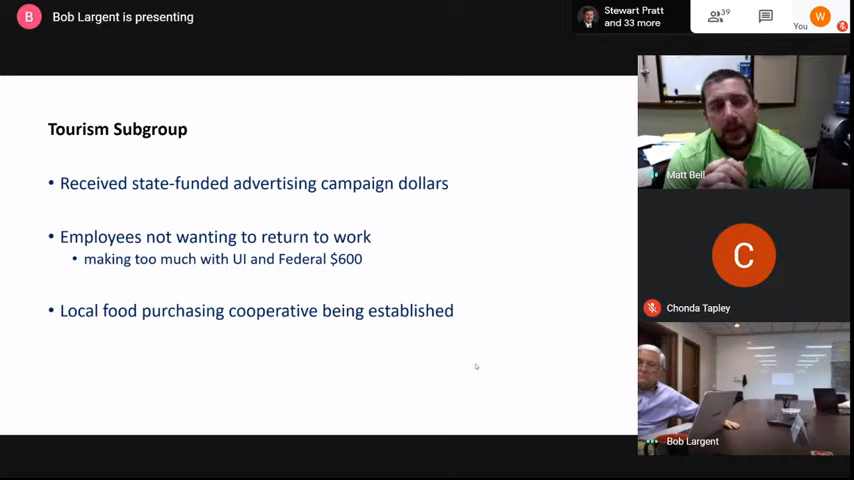 B
Bob Largent is presenting
Stewart Pratt
and 33 more
39
You
W
Tourism Subgroup
• Received state-funded advertising campaign dollars
• Employees not wanting to return to work
• making too much with UI and Federal $600
• Local food purchasing cooperative being established
Matt Bell
C
Chonda Tapley
Bob Largent